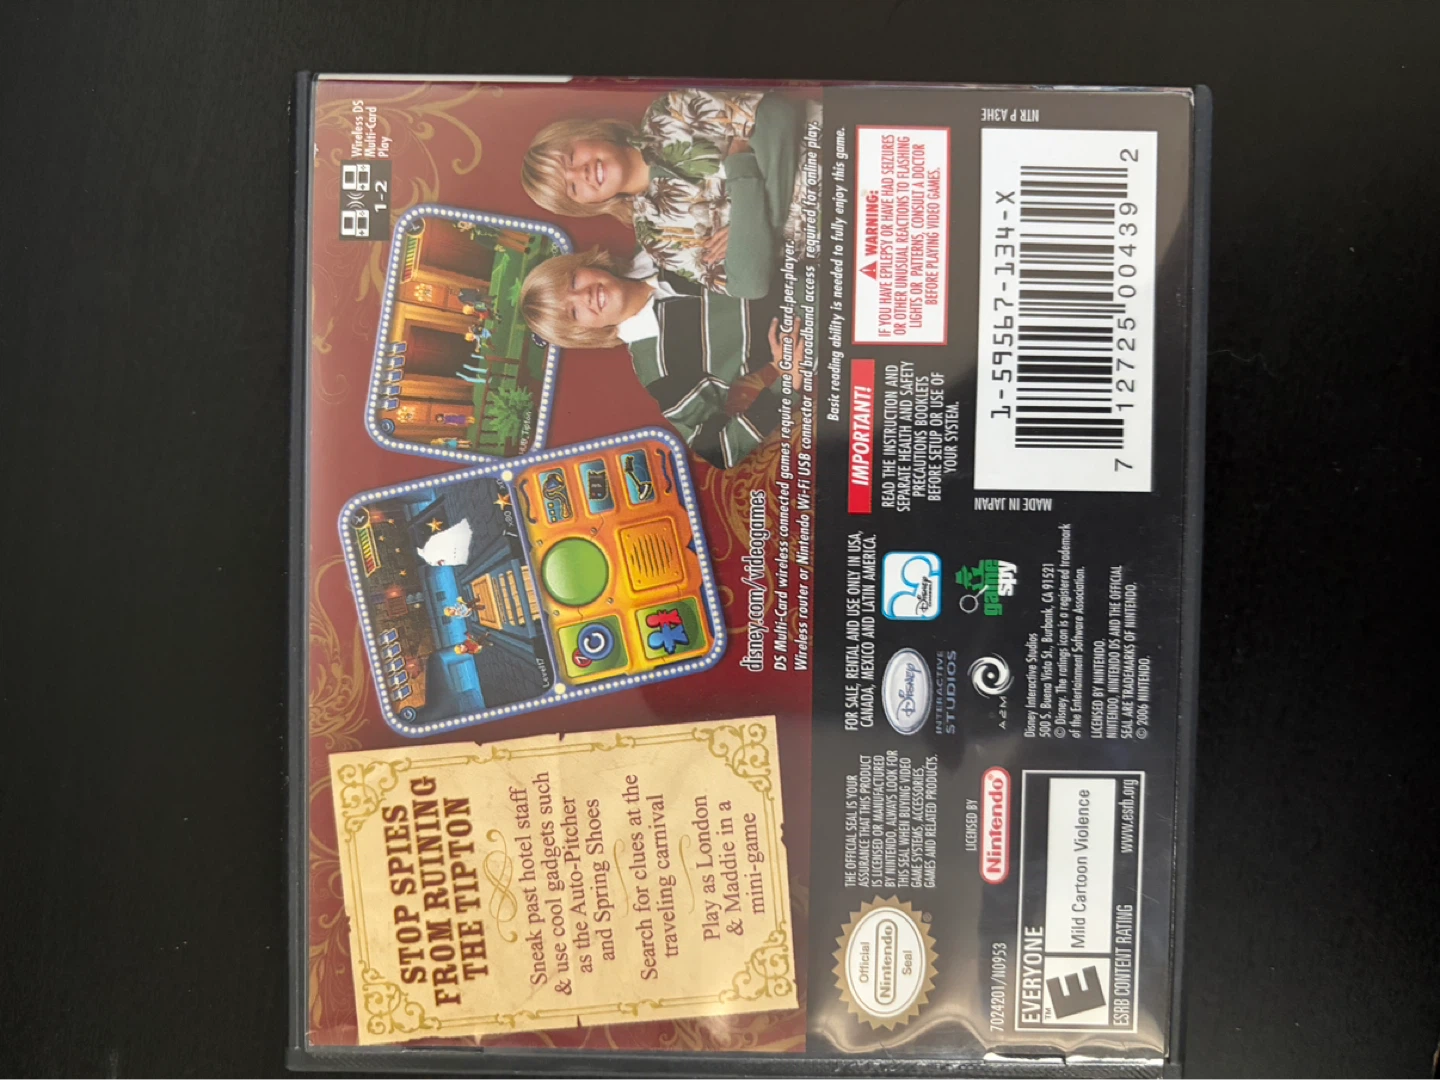 STOP SPIES
FROM RUINING
THE TIPTON
Sneak past hotel staff
& use cool gadgets such
as the Auto-Pitcher
and Spring Shoes
Search for clues at the
traveling carnival
Play as London
& Maddie in a
mini-game
Level 7
Wireless DS
Multi-Card
Play
1-2
disney.com/videogames
DS Multi-Card wireless connected games require one Game Card per player.
Wireless router or Nintendo Wi-Fi USB connector and broadband access required for online play.
Basic reading ability is needed to fully enjoy this game.
Official
Nintendo
Seal
®
THE OFFICIAL SEAL IS YOUR
ASSURANCE THAT THIS PRODUCT
IS LICENSED OR MANUFACTURED
BY NINTENDO. ALWAYS LOOK FOR
THIS SEAL WHEN BUYING VIDEO
GAME SYSTEMS, ACCESSORIES,
GAMES AND RELATED PRODUCTS.
FOR SALE, RENTAL AND USE ONLY IN USA,
CANADA, MEXICO AND LATIN AMERICA.
IMPORTANT!
READ THE INSTRUCTION AND
SEPARATE HEALTH AND SAFETY
PRECAUTIONS BOOKLETS
BEFORE SETUP OR USE OF
YOUR SYSTEM.
⚠ WARNING:
IF YOU HAVE EPILEPSY OR HAVE HAD SEIZURES
OR OTHER UNUSUAL REACTIONS TO FLASHING
LIGHTS OR PATTERNS, CONSULT A DOCTOR
BEFORE PLAYING VIDEO GAMES.
Disney
INTERACTIVE
STUDIOS
Disney
A2M
game
spy
LICENSED BY
Nintendo®
7024201/N0953
EVERYONE
E
TM
Mild Cartoon Violence
ESRB CONTENT RATING
www.esrb.org
Disney Interactive Studios
500 S. Buena Vista St., Burbank, CA 91521
© Disney. The ratings icon is a registered trademark
of the Entertainment Software Association.
LICENSED BY NINTENDO.
NINTENDO, NINTENDO DS AND THE OFFICIAL
SEAL ARE TRADEMARKS OF NINTENDO.
© 2006 NINTENDO.
MADE IN JAPAN
NTR P A3HE
1-59567-134-X
7 12725 00439 2